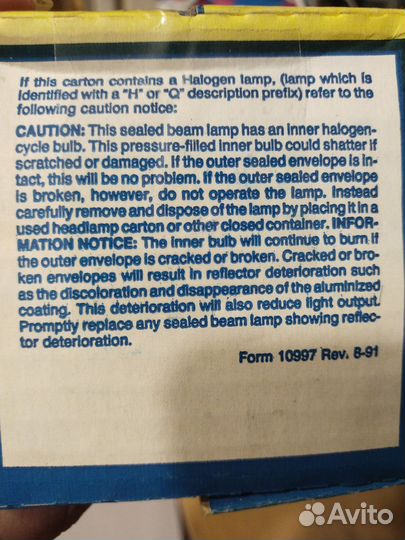 If this carton contains a Halogen lamp, (lamp which is
identified with a "H" or "Q" description prefix) refer to the
following caution notice:
CAUTION: This sealed beam lamp has an inner halogen-
cycle bulb. This pressure-filled inner bulb could shatter if
scratched or damaged. If the outer sealed envelope is in-
tact, this will be no problem. If the outer sealed envelope
is broken, however, do not operate the lamp. Instead
carefully remove and dispose of the lamp by placing it in a
used headlamp carton or other closed container. INFOR-
MATION NOTICE: The inner bulb will continue to burn if
the outer envelope is cracked or broken. Cracked or bro-
ken envelopes will result in reflector deterioration such
as the discoloration and disappearance of the aluminized
coating. This deterioration will also reduce light output.
Promptly replace any sealed beam lamp showing reflec-
tor deterioration.
Form 10997 Rev. 8-91
Avito